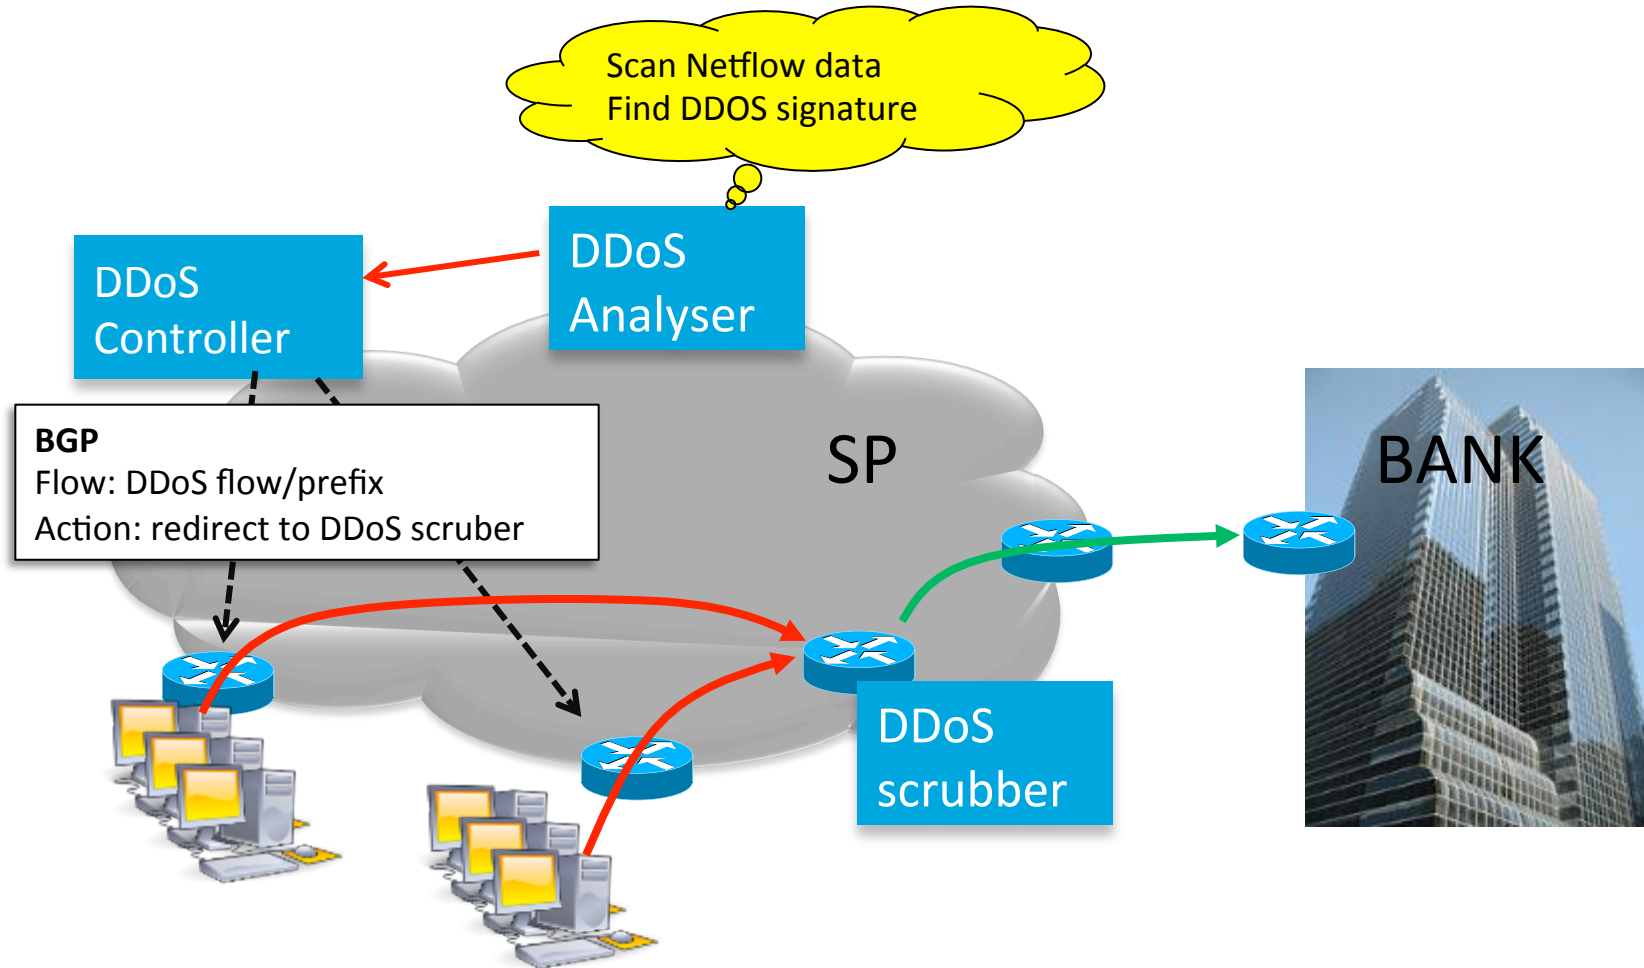 Scan Netflow data
Find DDOS signature
DDoS
Analyser
DDoS
Controller
BGP
Flow: DDoS flow/prefix
Action: redirect to DDoS scruber
SP
BANK
DDoS
scrubber